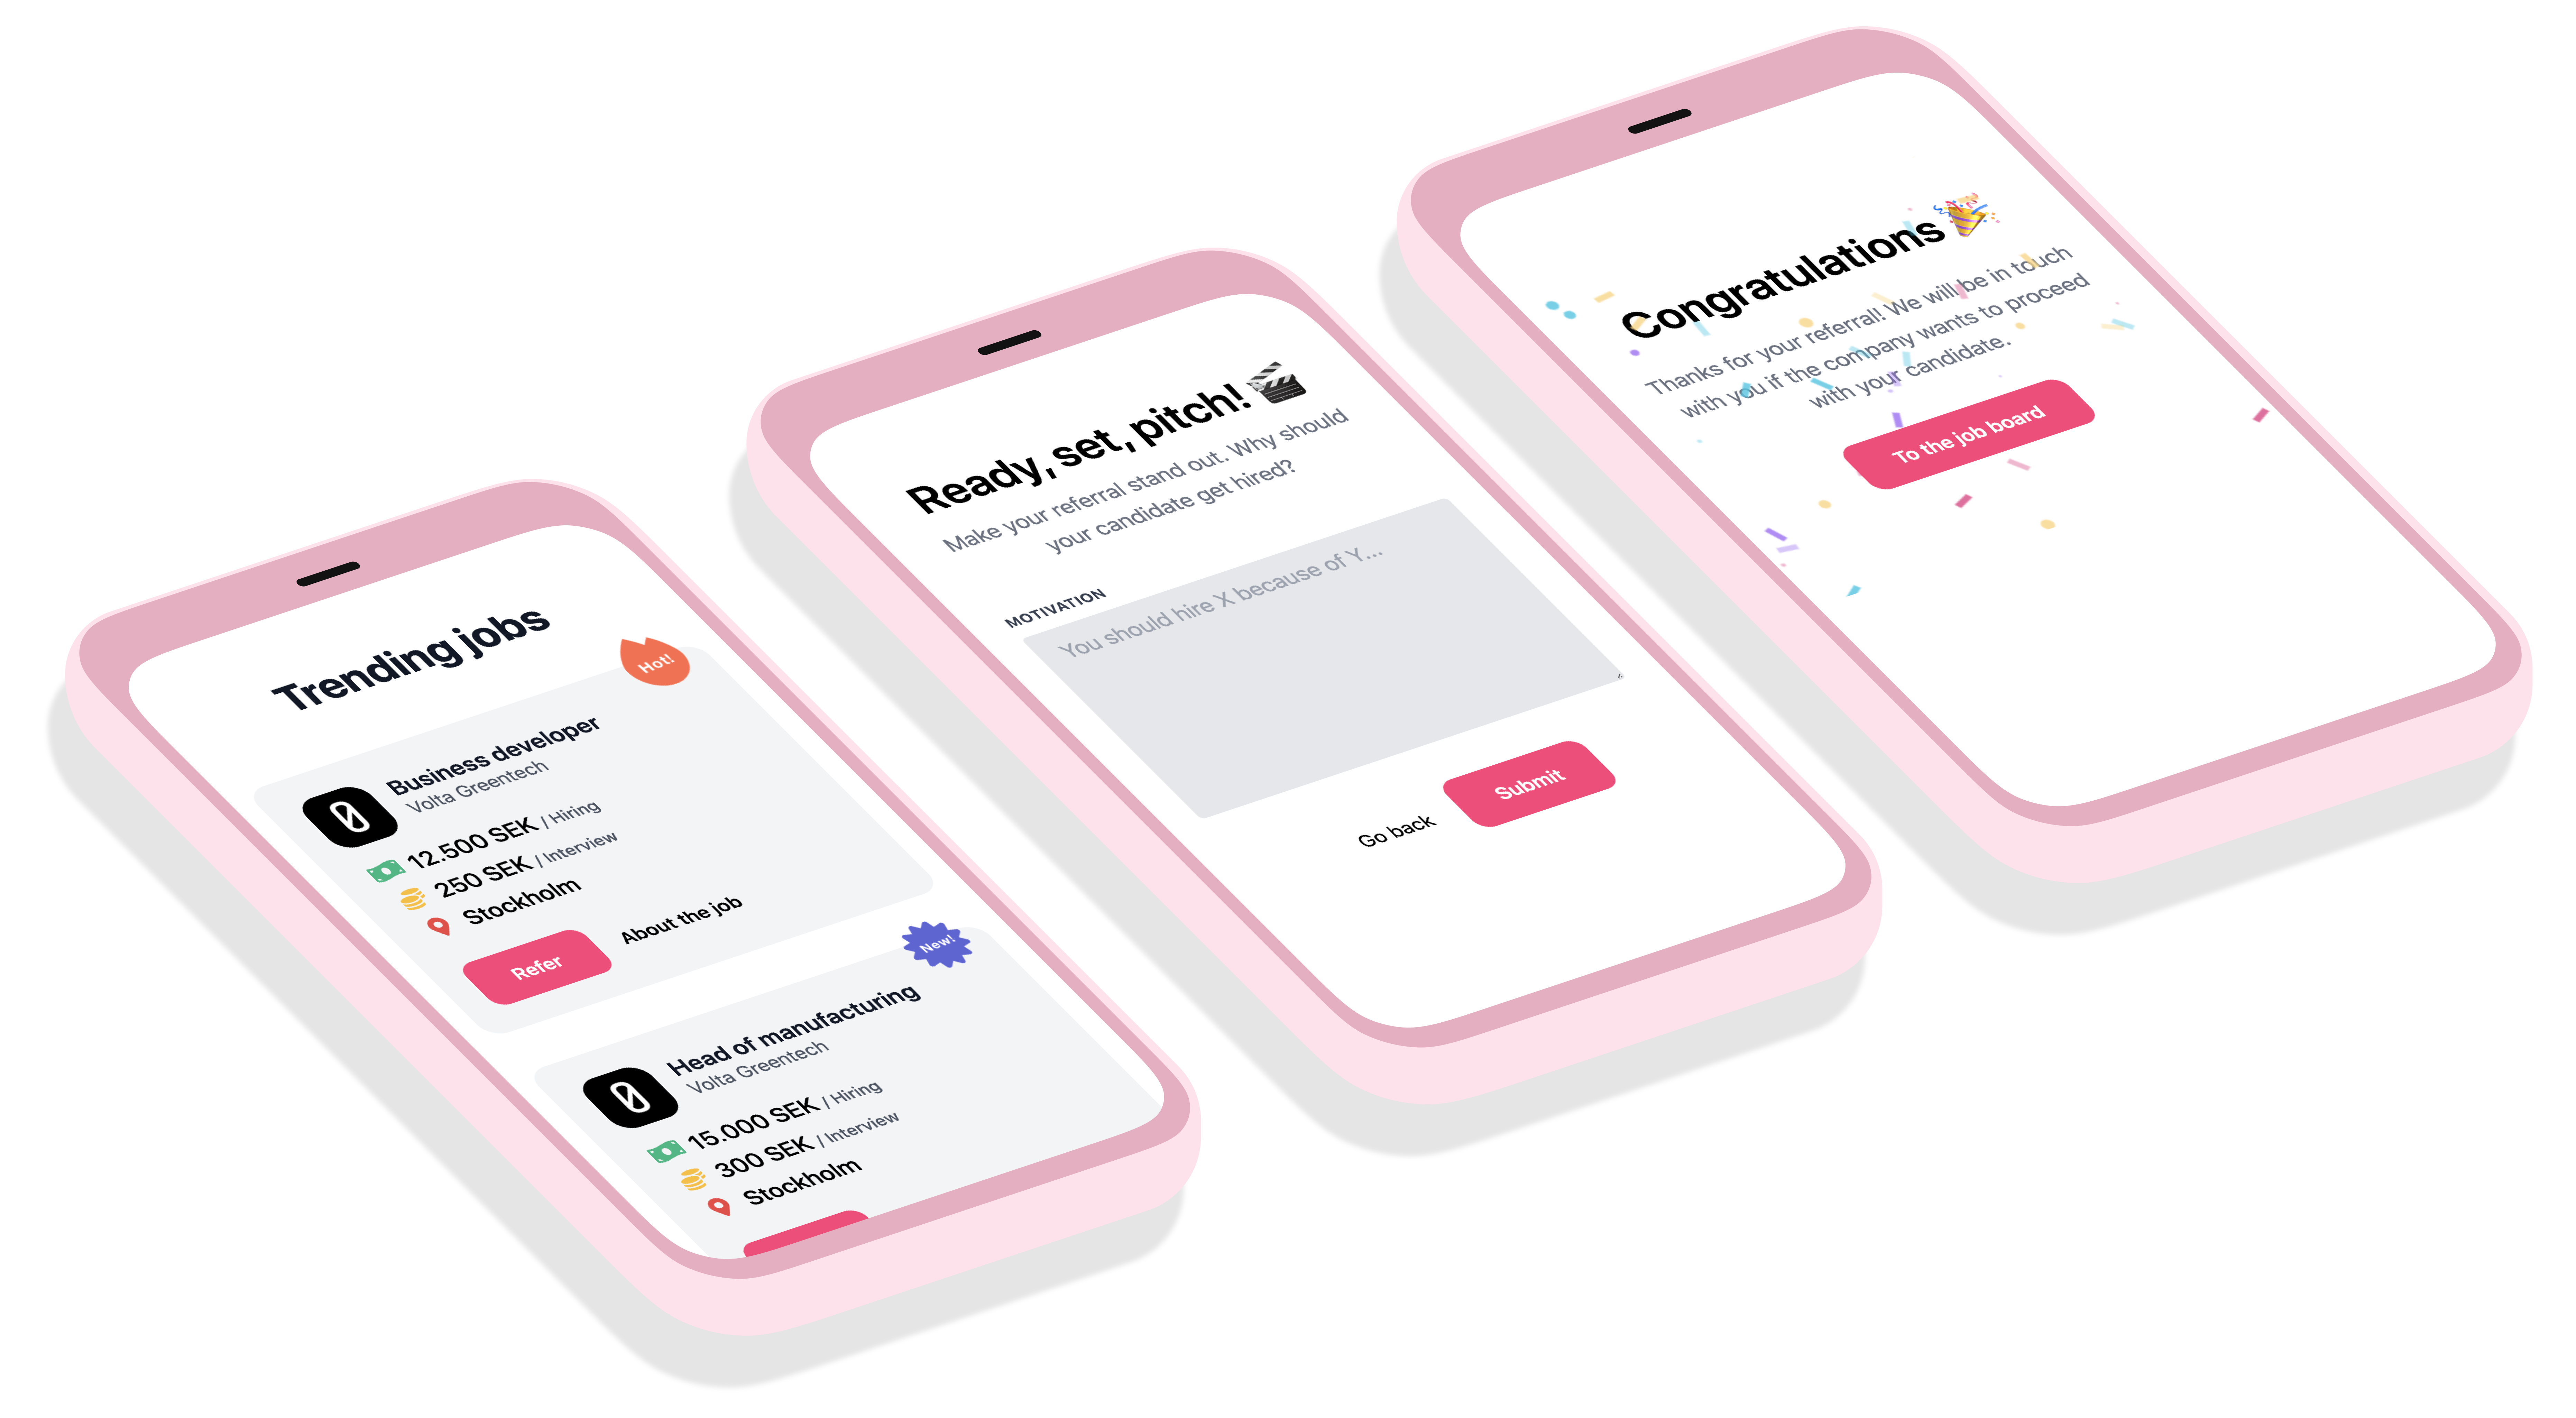 Trending jobs
Hot!
Business developer
Volta Greentech
12.500 SEK / Hiring
250 SEK / Interview
Stockholm
Refer
About the job
New!
Head of manufacturing
Volta Greentech
15.000 SEK / Hiring
300 SEK / Interview
Stockholm
Ready, set, pitch!
Make your referral stand out. Why should
your candidate get hired?
MOTIVATION
You should hire X because of Y...
Go back
Submit
Congratulations
Thanks for your referral! We will be in touch
with you if the company wants to proceed
with your candidate.
To the job board